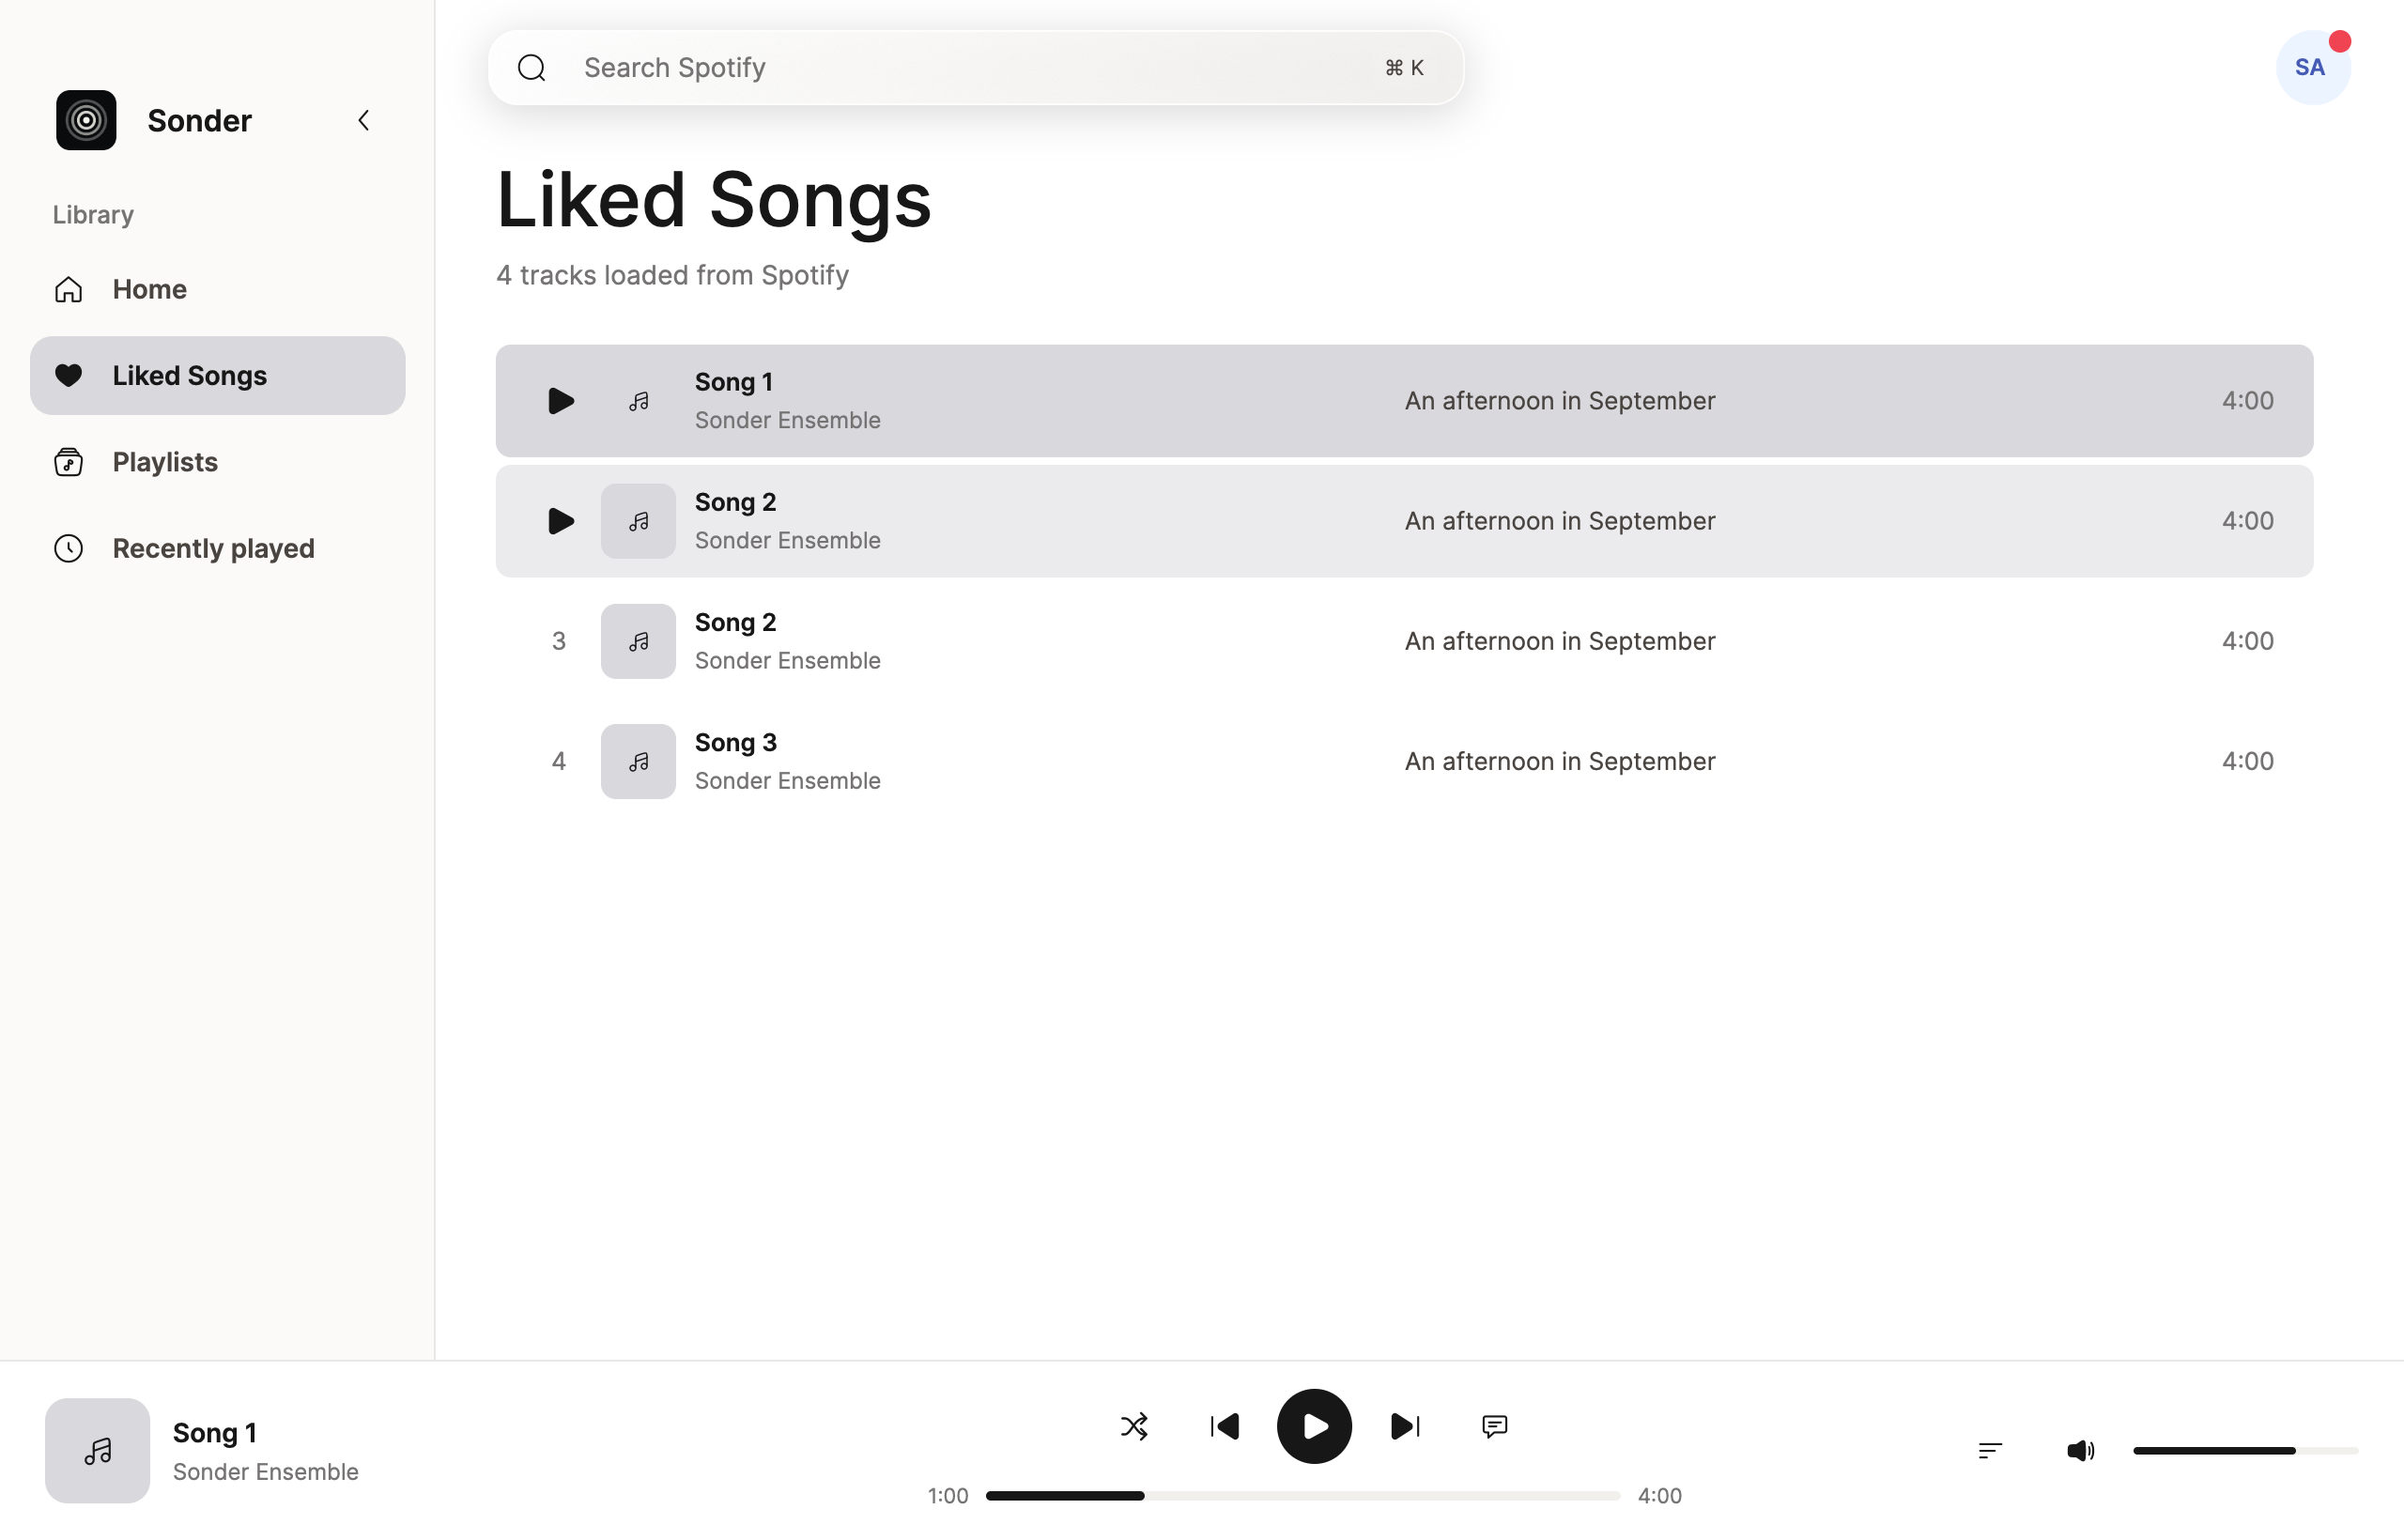 Search Spotify
⌘ K
SA
Sonder
Library
Home
Liked Songs
Playlists
Recently played
Liked Songs
4 tracks loaded from Spotify
Song 1
Sonder Ensemble
An afternoon in September
4:00
Song 2
Sonder Ensemble
An afternoon in September
4:00
3
Song 2
Sonder Ensemble
An afternoon in September
4:00
4
Song 3
Sonder Ensemble
An afternoon in September
4:00
Song 1
Sonder Ensemble
1:00
4:00